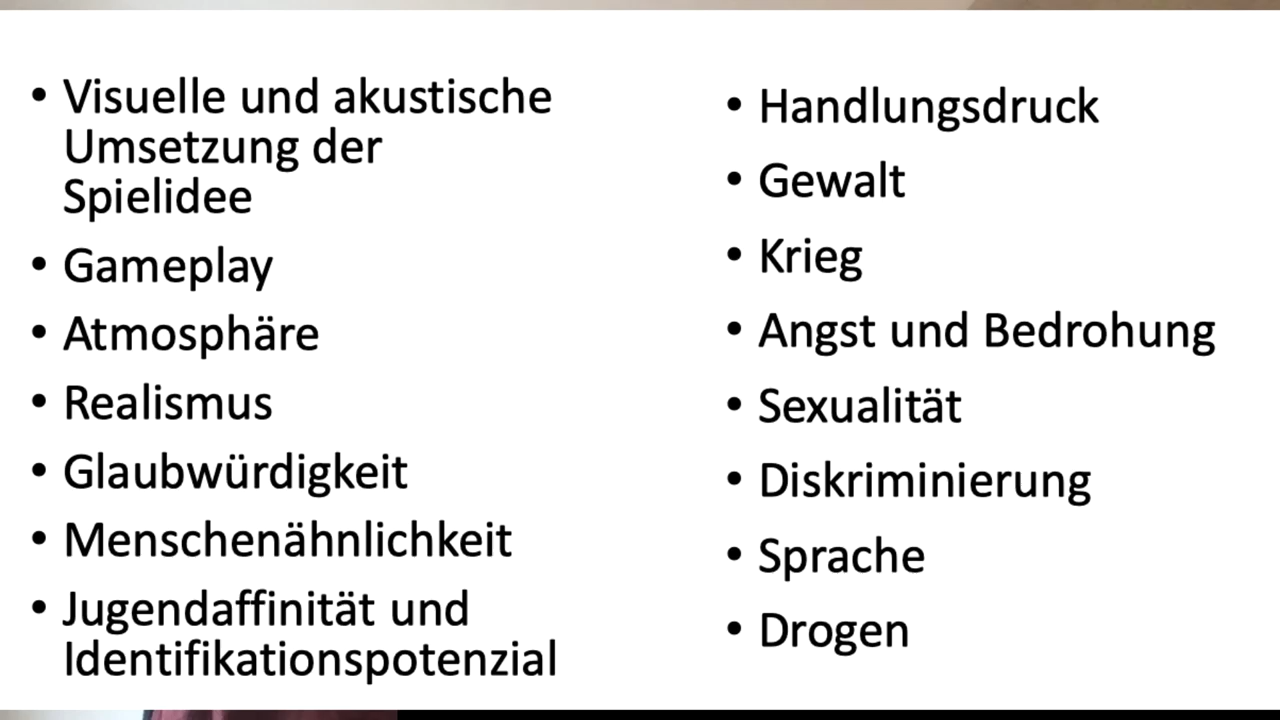 • Visuelle und akustische
Umsetzung der
Spielidee
• Gameplay
• Atmosphäre
• Realismus
• Glaubwürdigkeit
• Menschenähnlichkeit
• Jugendaffinität und
Identifikationspotenzial
• Handlungsdruck
• Gewalt
• Krieg
• Angst und Bedrohung
• Sexualität
• Diskriminierung
• Sprache
• Drogen